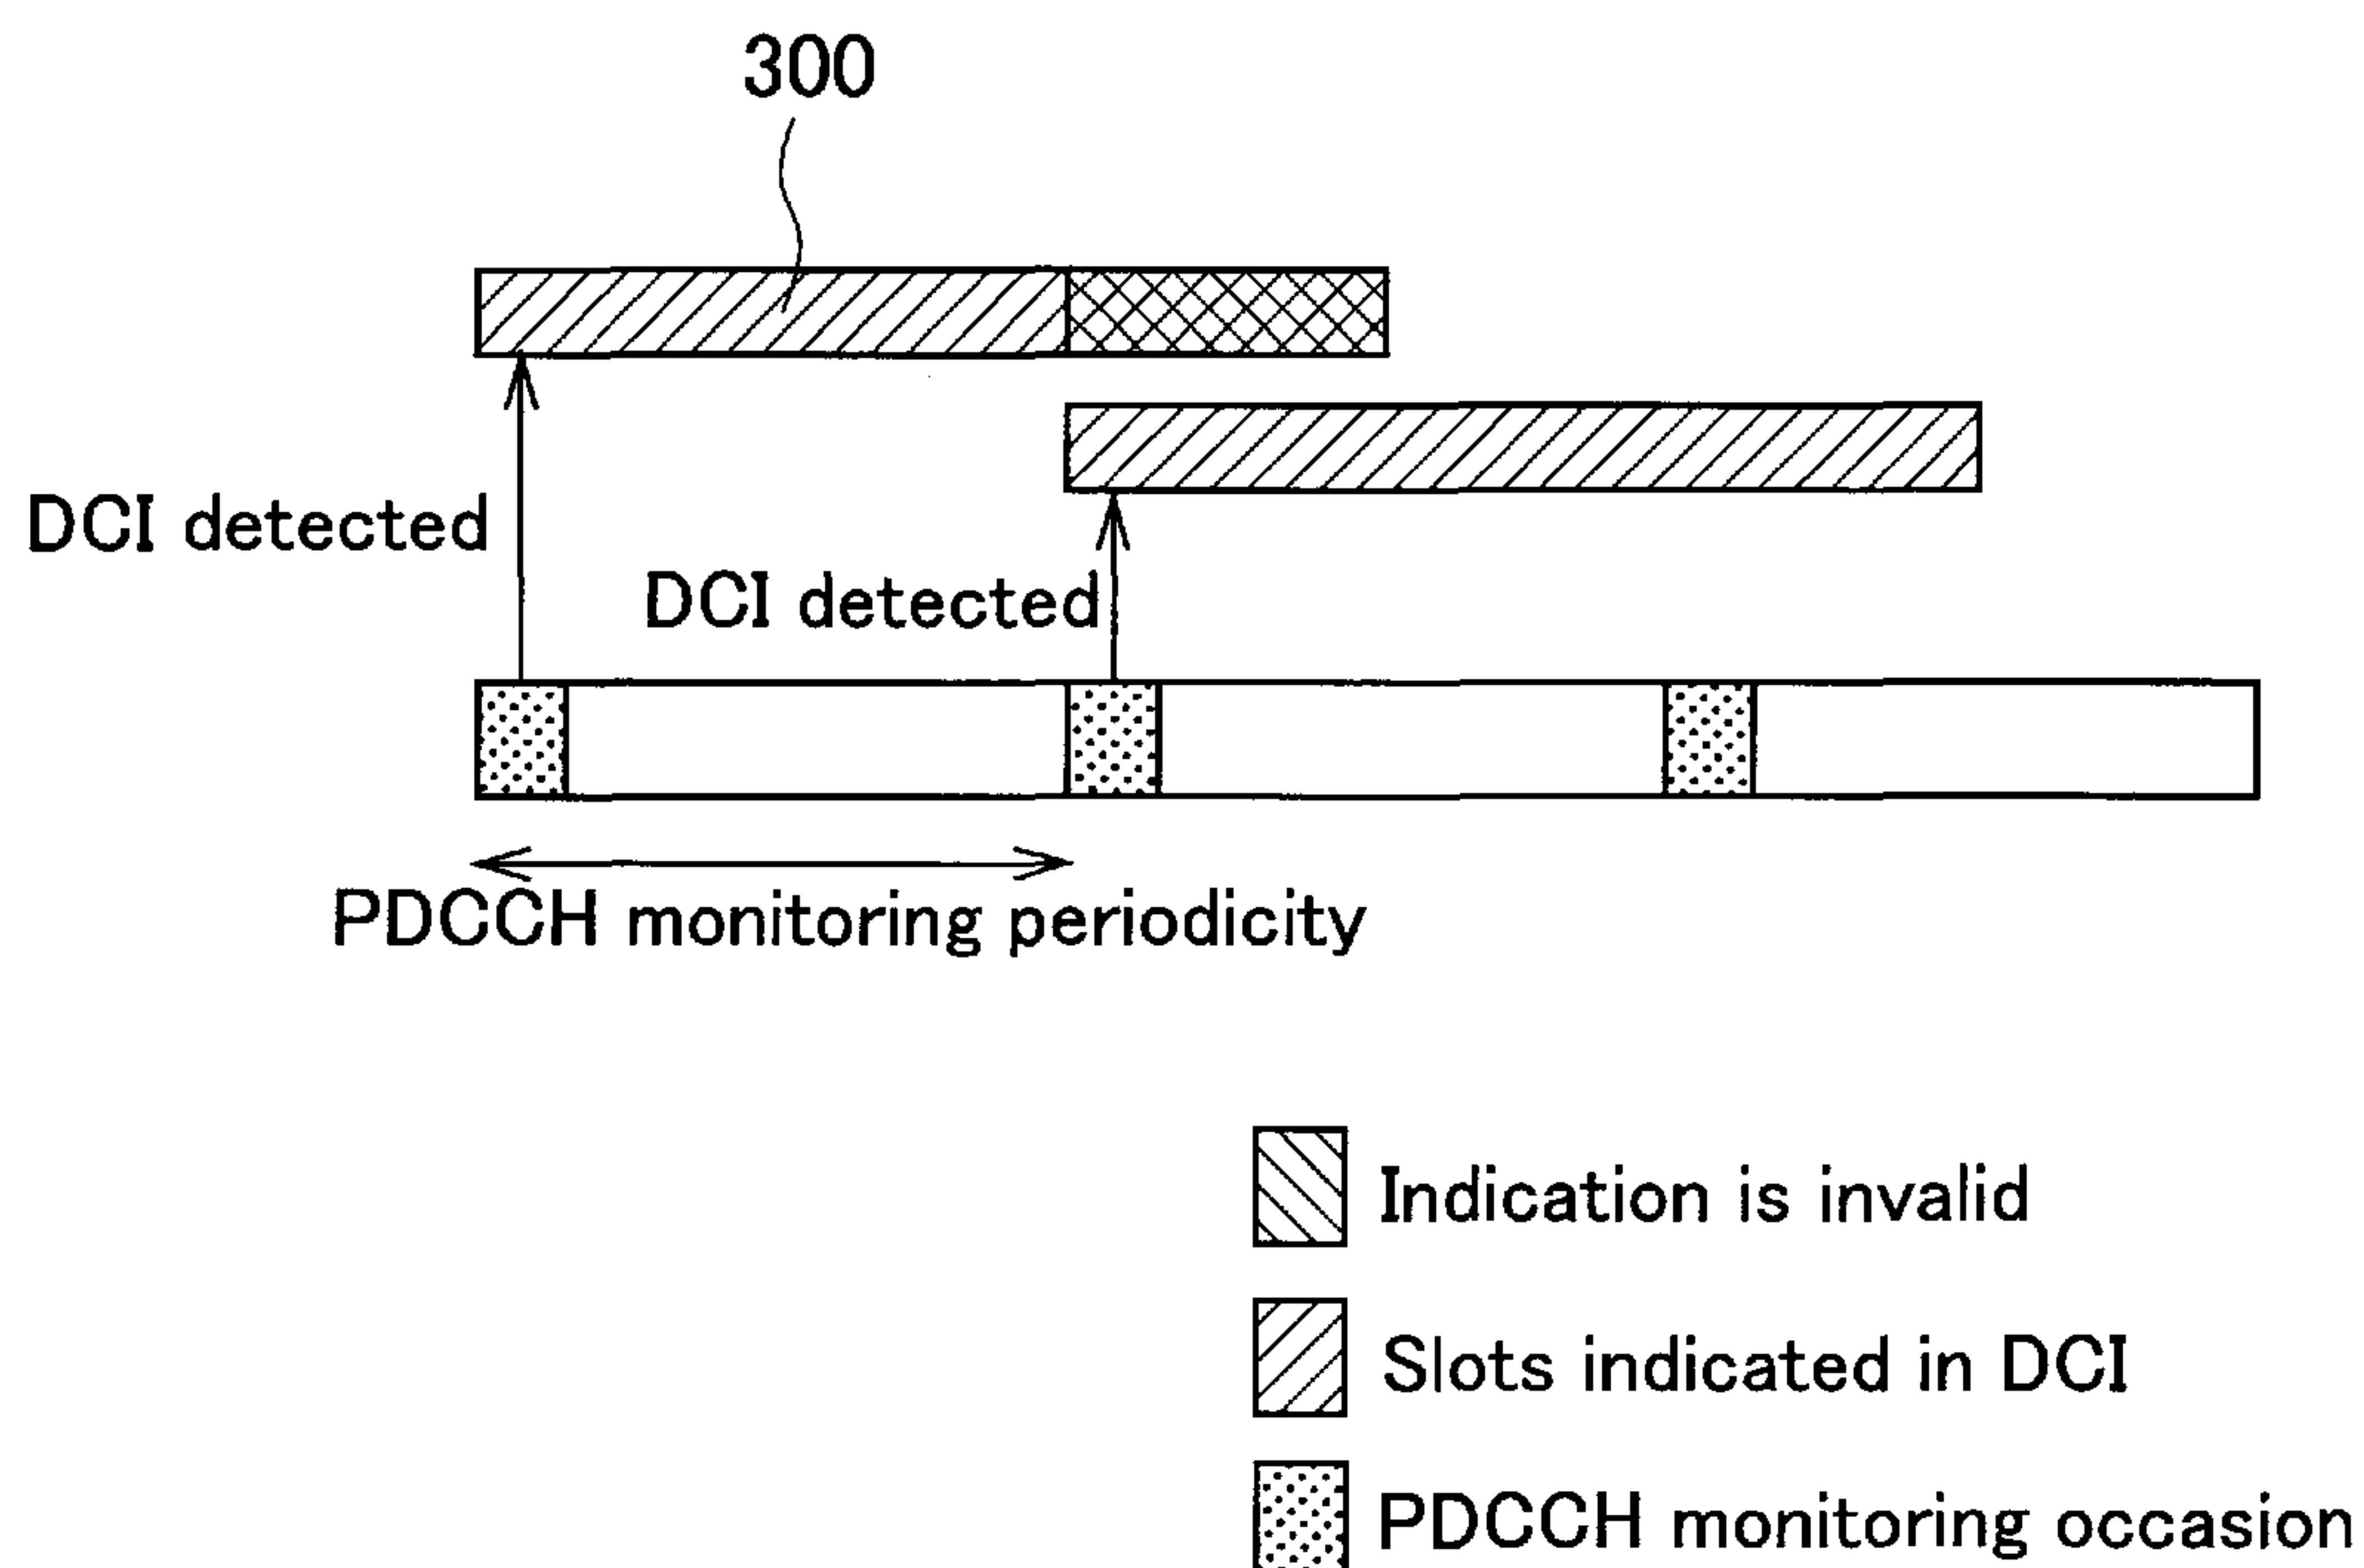 300
DCI detected
DCI detected
PDCCH monitoring periodicity
Indication is invalid
Slots indicated in DCI
PDCCH monitoring occasion